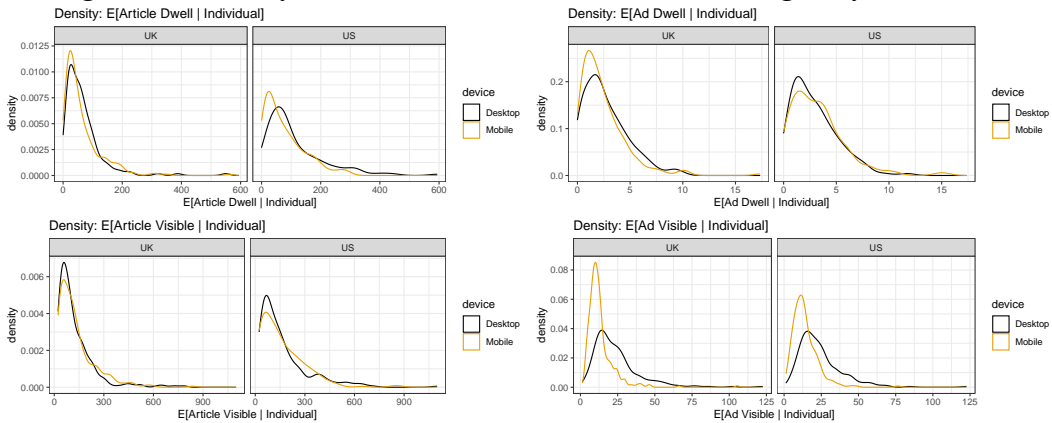 Density: E[Article Dwell | Individual]
UK
US
0.0125
0.0100
0.0075
0.0050
0.0025
0.0000
density
0
200
400
600
0
200
400
600
E[Article Dwell | Individual]
device
Desktop
Mobile
Density: E[Ad Dwell | Individual]
UK
US
0.2
0.1
0.0
density
0
5
10
15
0
5
10
15
E[Ad Dwell | Individual]
device
Desktop
Mobile
Density: E[Article Visible | Individual]
UK
US
0.006
0.004
0.002
0.000
density
0
300
600
900
0
300
600
900
E[Article Visible | Individual]
device
Desktop
Mobile
Density: E[Ad Visible | Individual]
UK
US
0.08
0.06
0.04
0.02
0.00
density
0
25
50
75
100
125
0
25
50
75
100
125
E[Ad Visible | Individual]
device
Desktop
Mobile